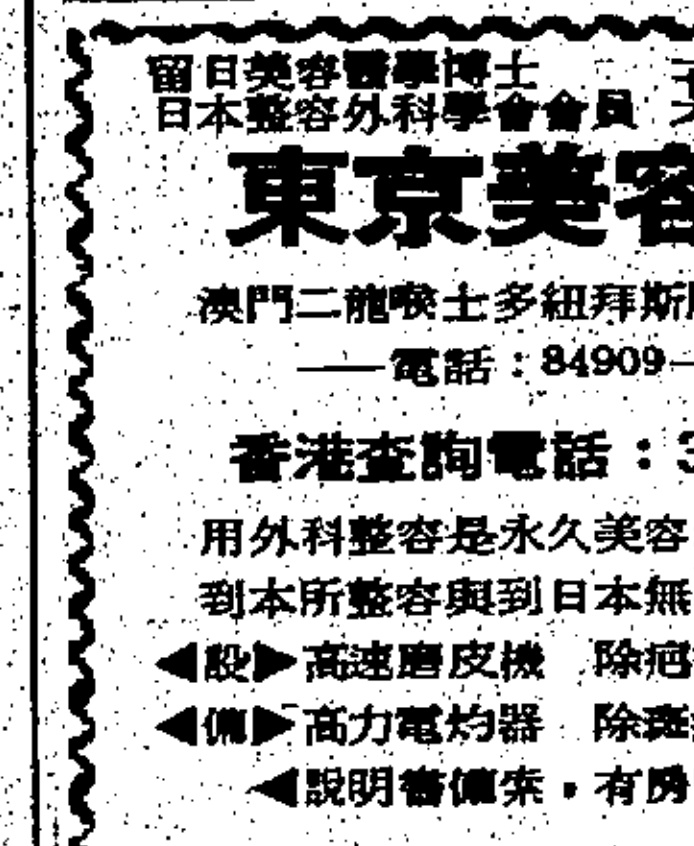 留日美容醫學博士
日本整容外科學會會員
東京美容
澳門二龍喉士多紐拜斯
電話：84909
香港查詢電話：3
用外科整容是永久美容
到本所整容與到日本無
◀設▶高速磨皮機 除疤
◀備▶高力電灼器 除斑
◀說明書備索．有房